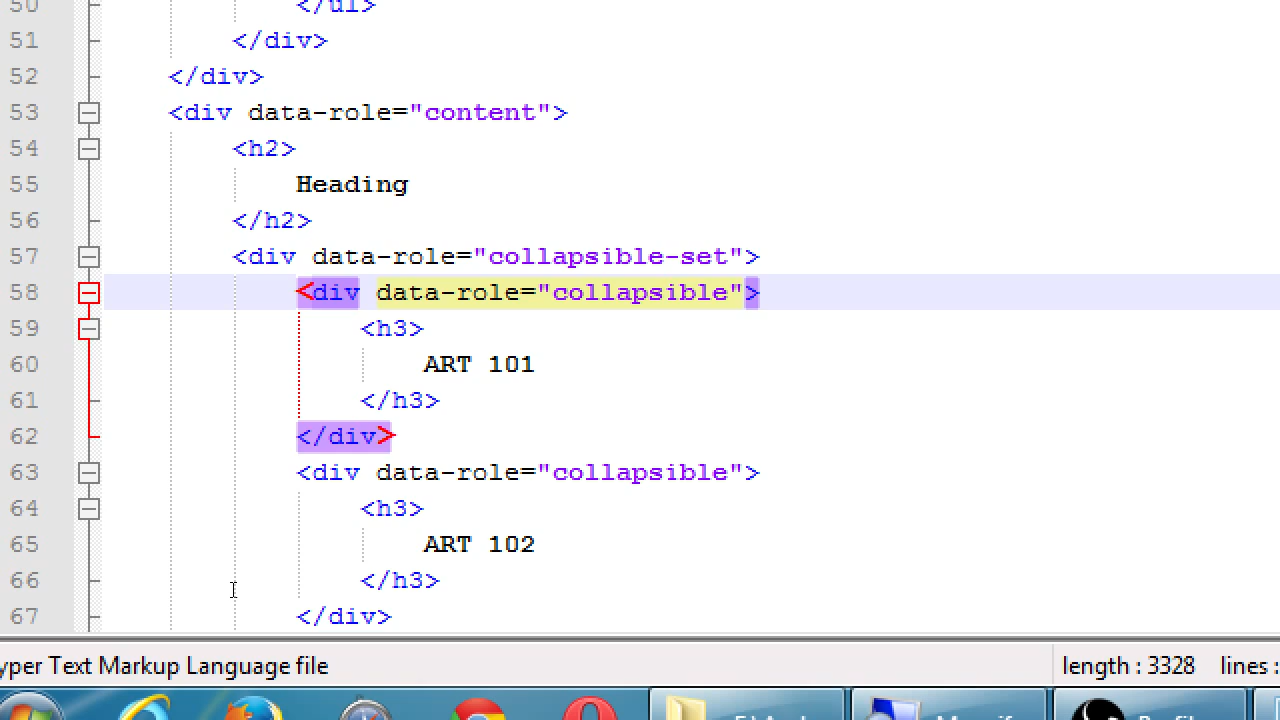 50 </ul>
51 </div>
52 </div>
53 <div data-role="content">
54 <h2>
55 Heading
56 </h2>
57 <div data-role="collapsible-set">
58 <div data-role="collapsible">
59 <h3>
60 ART 101
61 </h3>
62 </div>
63 <div data-role="collapsible">
64 <h3>
65 ART 102
66 </h3>
67 </div>
yper Text Markup Language file length : 3328 lines :